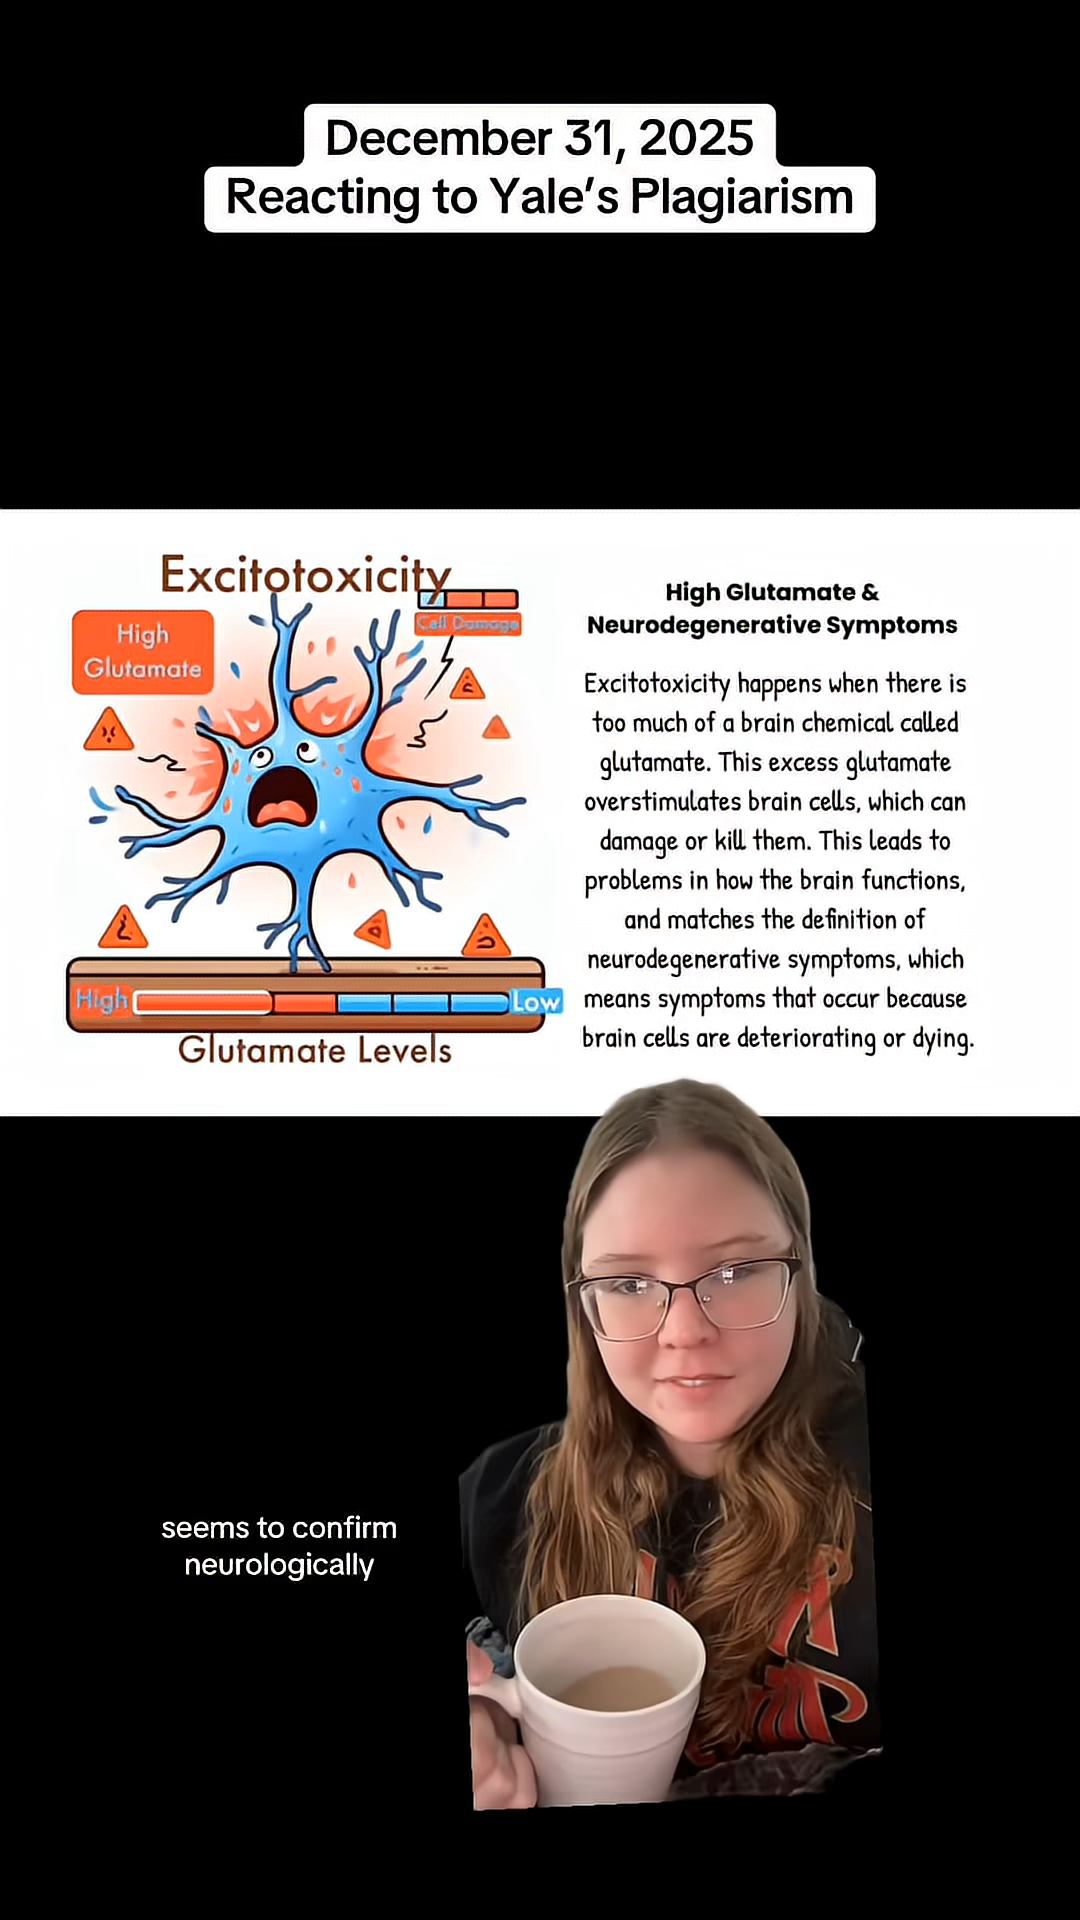 December 31, 2025
Reacting to Yale’s Plagiarism
Excitotoxicity
Cell Damage
High
Glutamate
High
Low
Glutamate Levels
High Glutamate &
Neurodegenerative Symptoms
Excitotoxicity happens when there is
too much of a brain chemical called
glutamate. This excess glutamate
overstimulates brain cells, which can
damage or kill them. This leads to
problems in how the brain functions,
and matches the definition of
neurodegenerative symptoms, which
means symptoms that occur because
brain cells are deteriorating or dying.
seems to confirm
neurologically